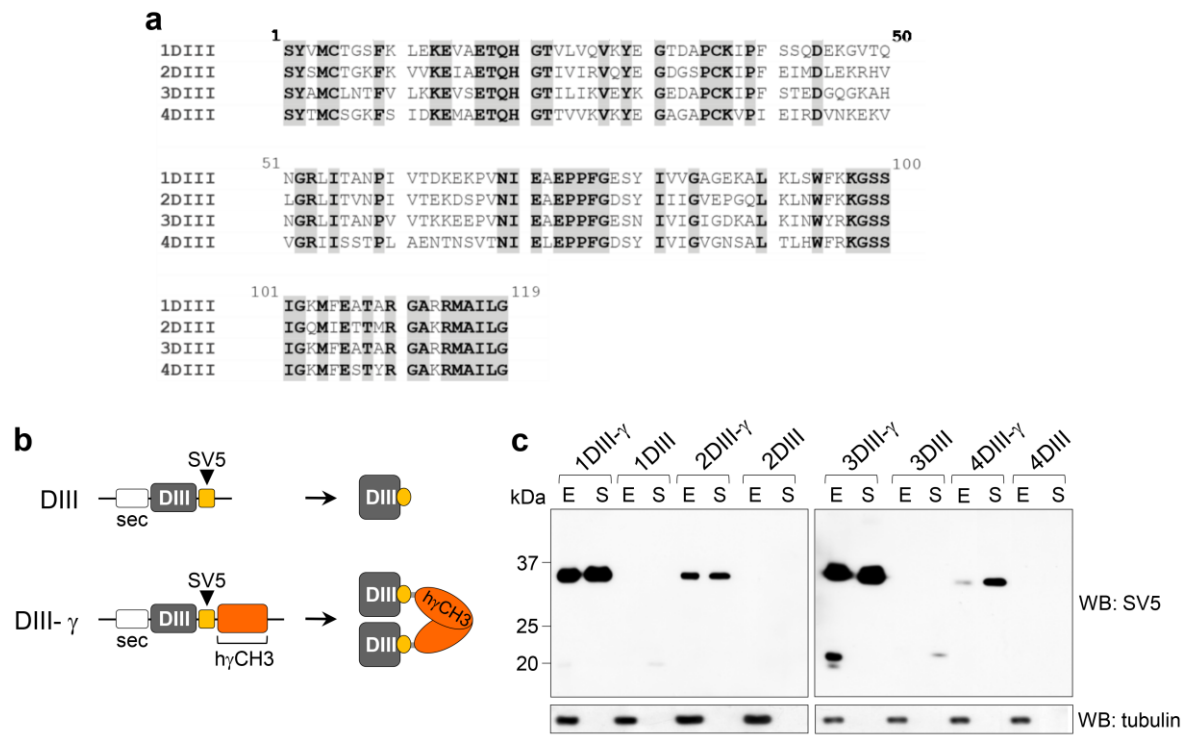 a
1 50
1DIII SYVMCTGSFK LEKEVAETQH GTVLVQVKYE GTDAPCKIPF SSQDEKGVTQ
2DIII SYSMCTGKFK VVKEIAETQH GTIVIRVQYE GDGSPCKIPF EIMDLEKRHV
3DIII SYAMCLNTFV LKKEVSETQH GTILIKVEYK GEDAPCKIPF STEDGQGKAH
4DIII SYTMCSGKFS IDKEMAETQH GTTVVKVKYE GAGAPCKVPI EIRDVNKEKV
51 100
1DIII NGRLITANPI VTDKEKPVNI EAEPPFGESY IVVGAGEKAL KLSWFKKGSS
2DIII LGRLITVNPI VTEKDSPVNI EAEPPFGDSY IIIGVEPGQL KLNWFKKGSS
3DIII NGRLITANPV VTKKEEPVNI EAEPPFGESN IVIGIGDKAL KINWYRKGSS
4DIII VGRIISSTPL AENTNSVTNI ELEPPFGDSY IVIGVGNSAL TLHWFRKGSS
101 119
1DIII IGKMFEATAR GARRMAILG
2DIII IGQMIETTMR GAKRMAILG
3DIII IGKMFEATAR GARRMAILG
4DIII IGKMFESTYR GAKRMAILG
b
SV5
DIII DIII DIII
sec
SV5
DIII- γ DIII DIII hγCH3
DIII
sec
hγCH3
c
1DIII-γ 1DIII 2DIII-γ 2DIII 3DIII-γ 3DIII 4DIII-γ 4DIII
kDa E S E S E S E S E S E S E S E S
37
25
20
WB: SV5
WB: tubulin